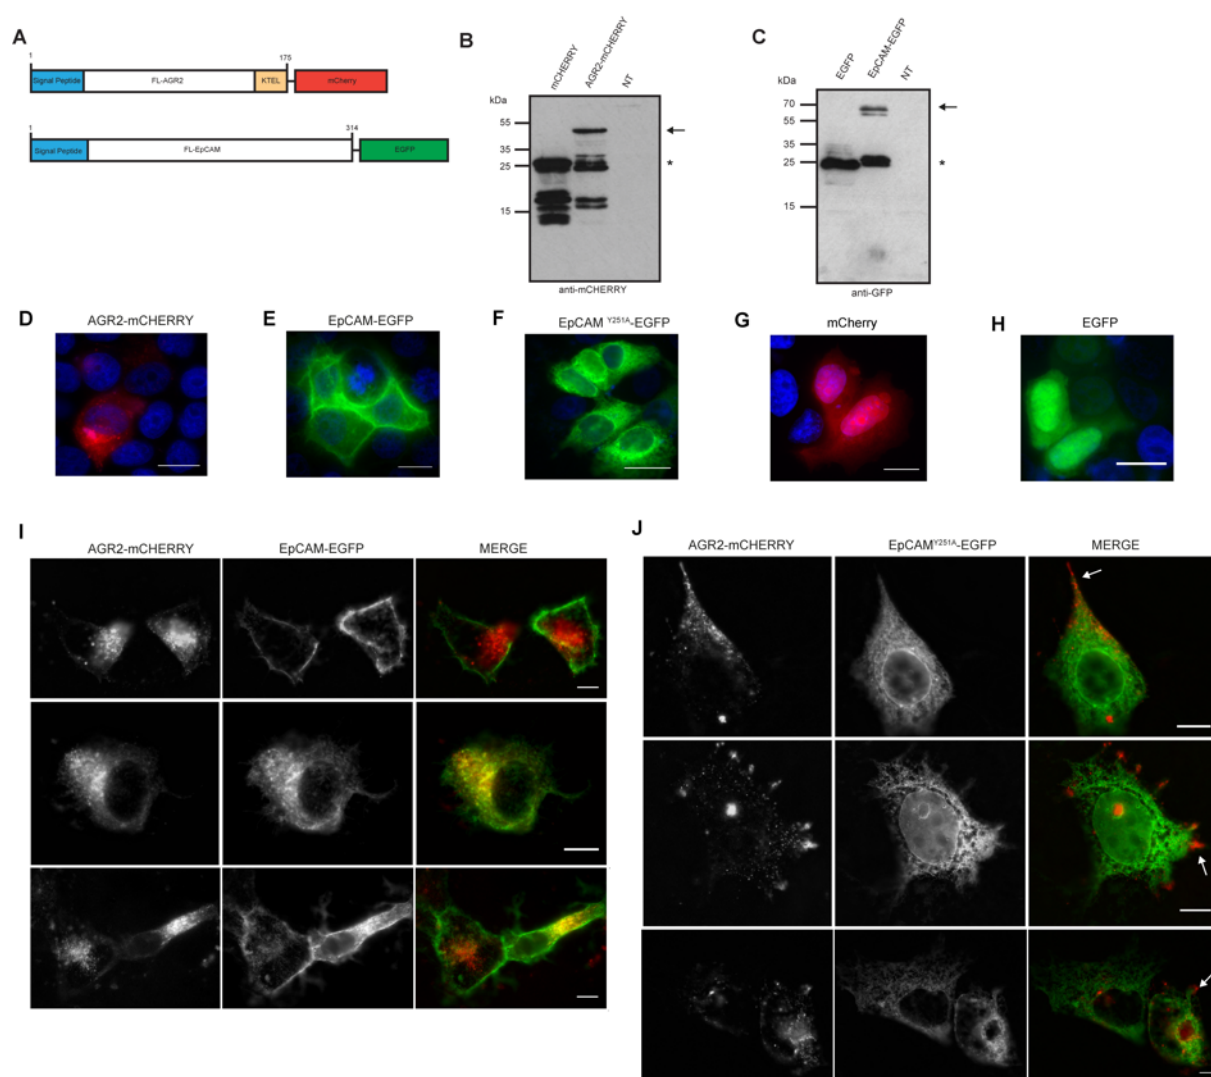 A
1
175
Signal Peptide
FL-AGR2
KTEL
mCherry
1
314
Signal Peptide
FL-EpCAM
EGFP
B
mCHERRY
AGR2-mCHERRY
NT
kDa
55
35
25
15
*
anti-mCHERRY
C
EGFP
EpCAM-EGFP
NT
kDa
70
55
35
25
15
*
anti-GFP
D
AGR2-mCHERRY
E
EpCAM-EGFP
F
EpCAM Y251A-EGFP
G
mCherry
H
EGFP
I
AGR2-mCHERRY
EpCAM-EGFP
MERGE
J
AGR2-mCHERRY
EpCAMY251A-EGFP
MERGE